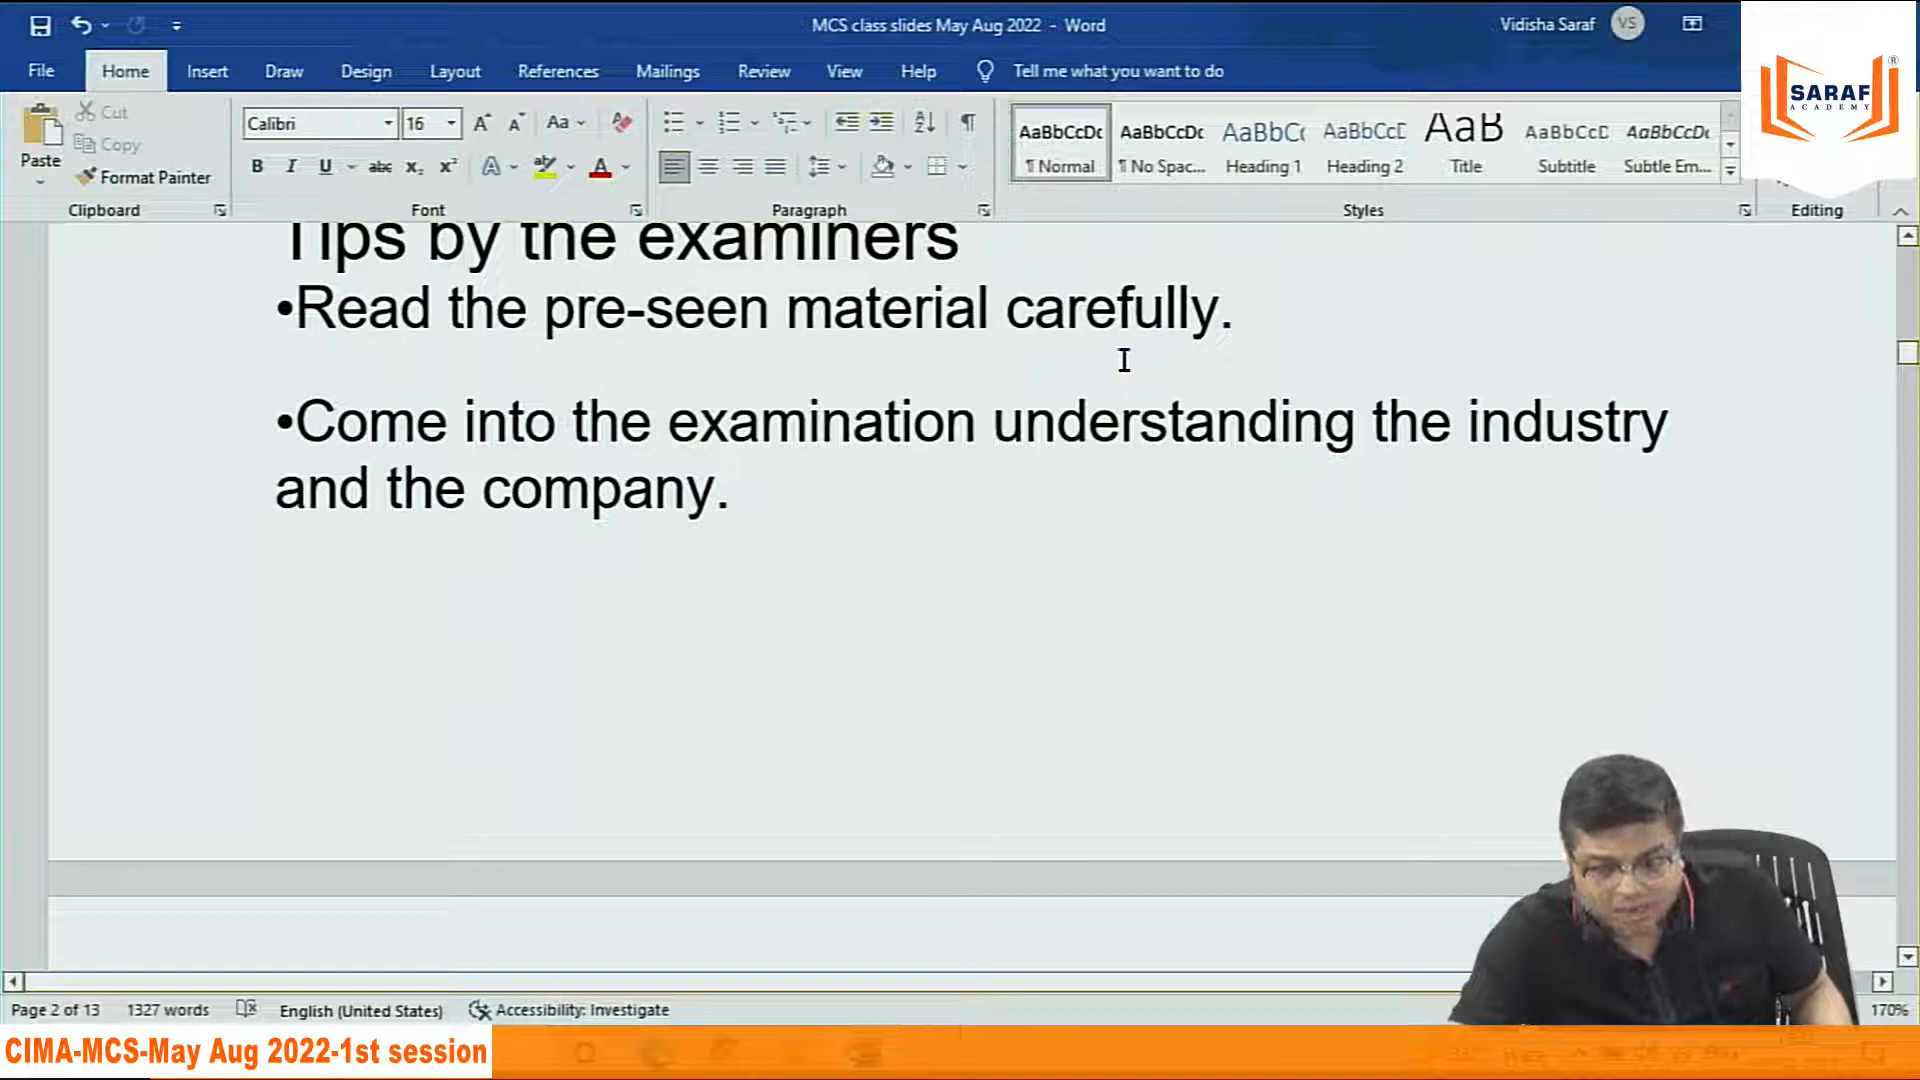 MCS class slides May Aug 2022 - Word
Vidisha Saraf
VS
SARAF
ACADEMY
®
File
Home
Insert
Draw
Design
Layout
References
Mailings
Review
View
Help
Tell me what you want to do
Paste
Cut
Copy
Format Painter
Clipboard
Calibri
16
Aa
B
I
U
abc
Font
Paragraph
AaBbCcDc
¶ Normal
AaBbCcDc
¶ No Spac...
AaBbC(
Heading 1
AaBbCcE
Heading 2
AaB
Title
AaBbCcD
Subtitle
AaBbCcDc
Subtle Em...
Styles
Editing
Tips by the examiners
•Read the pre-seen material carefully.
•Come into the examination understanding the industry
and the company.
Page 2 of 13
1327 words
English (United States)
Accessibility: Investigate
170%
CIMA-MCS-May Aug 2022-1st session